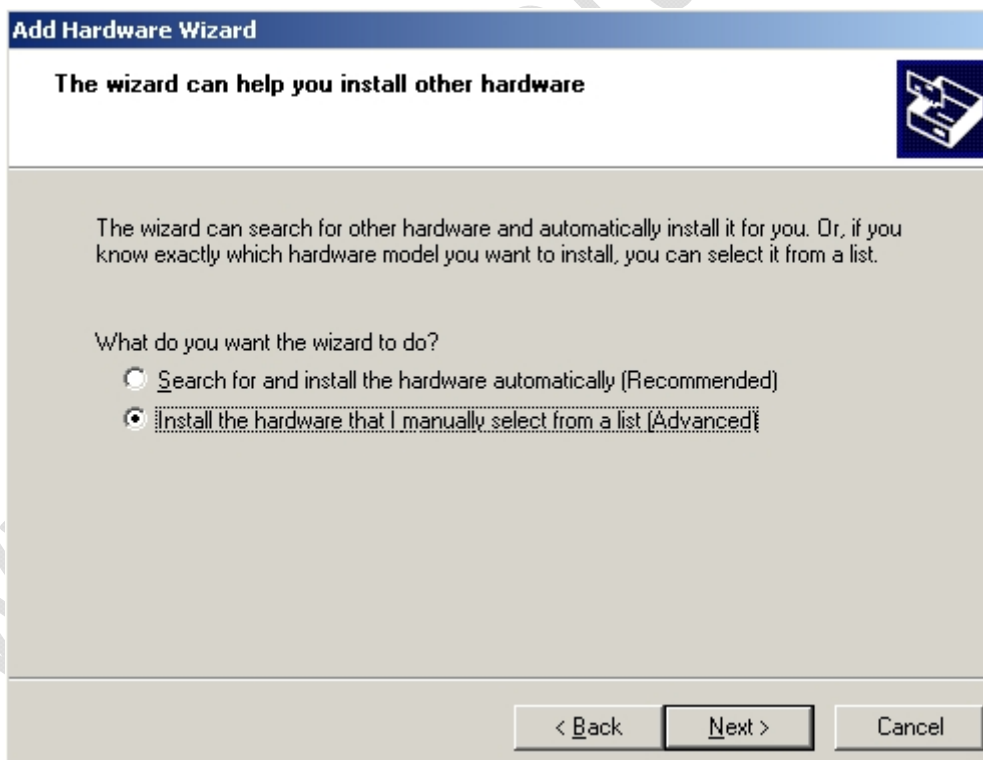 Add Hardware Wizard
The wizard can help you install other hardware
The wizard can search for other hardware and automatically install it for you. Or, if you
know exactly which hardware model you want to install, you can select it from a list.
What do you want the wizard to do?
Search for and install the hardware automatically (Recommended)
Install the hardware that I manually select from a list (Advanced)
< Back Next > Cancel